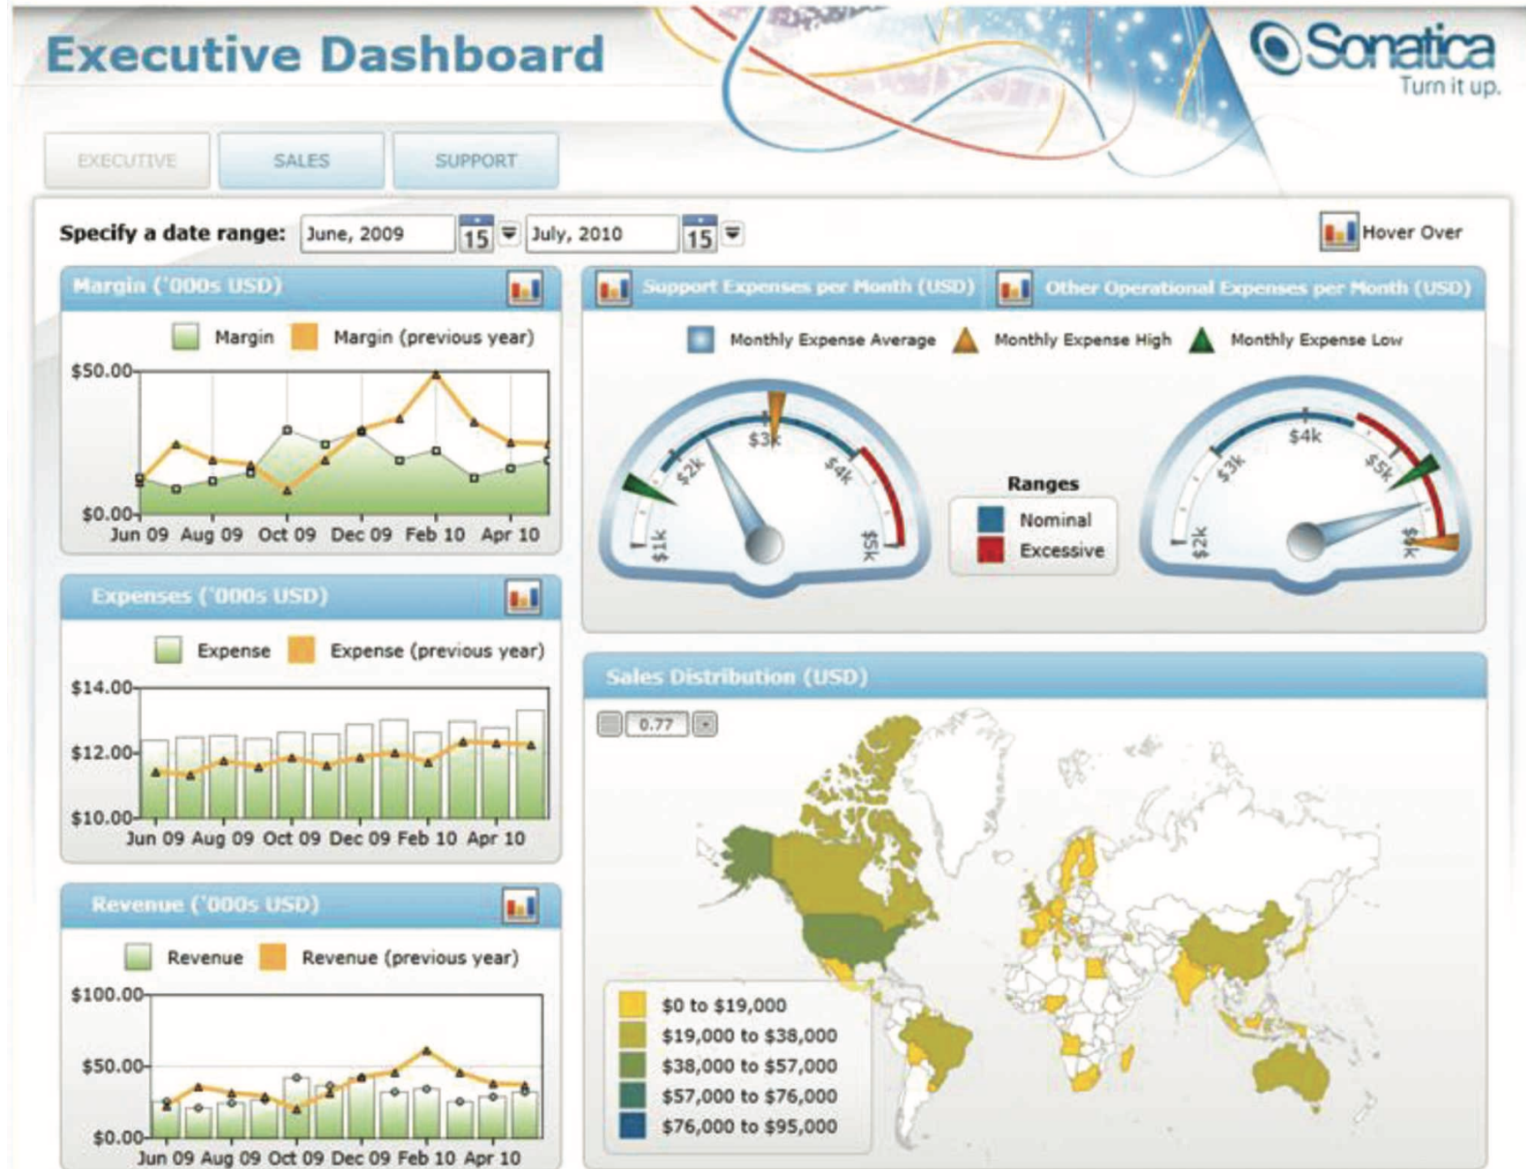 Executive Dashboard
Sonatica
Turn it up.
EXECUTIVE
SALES
SUPPORT
Specify a date range:
June, 2009
15
July, 2010
15
Hover Over
Margin ('000s USD)
Margin
Margin (previous year)
$50.00
$0.00
Jun 09 Aug 09 Oct 09 Dec 09 Feb 10 Apr 10
Expenses ('000s USD)
Expense
Expense (previous year)
$14.00
$12.00
$10.00
Jun 09 Aug 09 Oct 09 Dec 09 Feb 10 Apr 10
Revenue ('000s USD)
Revenue
Revenue (previous year)
$100.00
$50.00
$0.00
Jun 09 Aug 09 Oct 09 Dec 09 Feb 10 Apr 10
Support Expenses per Month (USD)
Other Operational Expenses per Month (USD)
Monthly Expense Average
Monthly Expense High
Monthly Expense Low
$1k
$2k
$3k
$4k
$5k
Ranges
Nominal
Excessive
$2k
$3k
$4k
$5k
$6k
Sales Distribution (USD)
0.77
$0 to $19,000
$19,000 to $38,000
$38,000 to $57,000
$57,000 to $76,000
$76,000 to $95,000